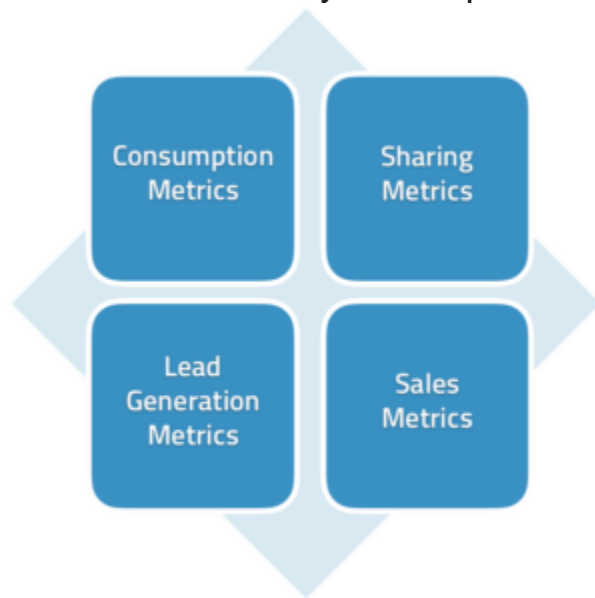 Consumption
Metrics
Sharing
Metrics
Lead
Generation
Metrics
Sales
Metrics